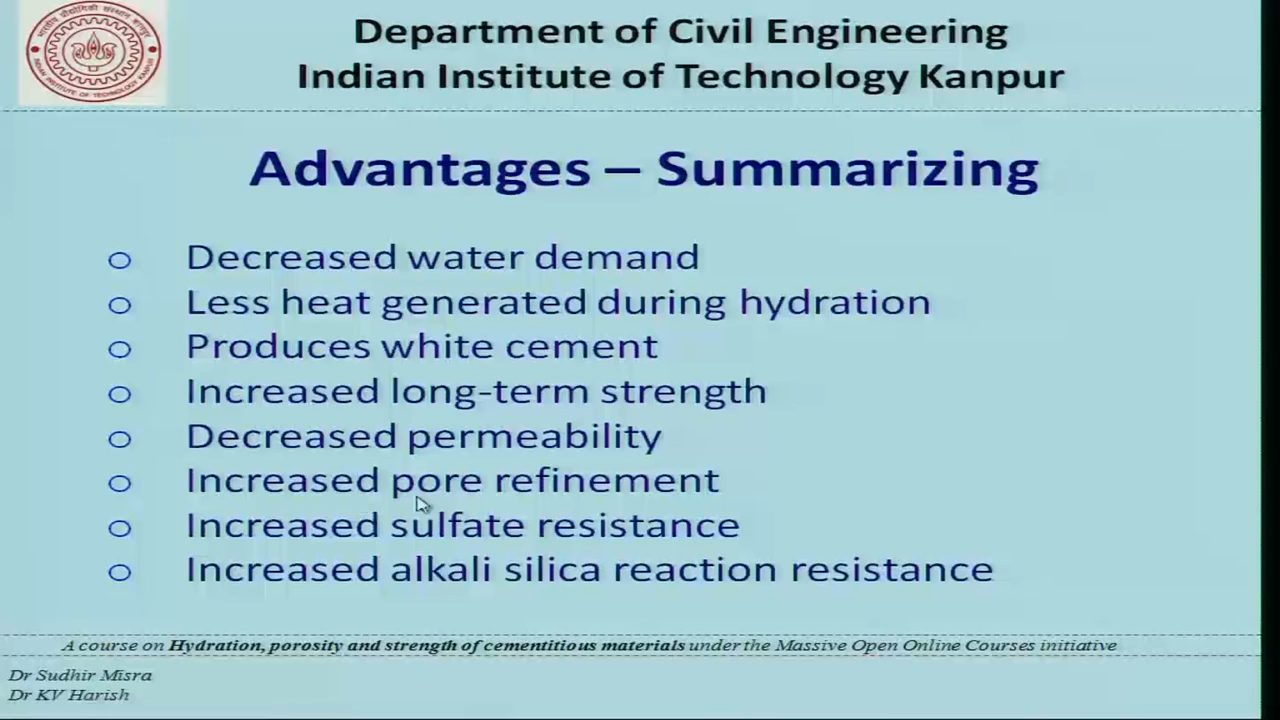 Department of Civil Engineering
Indian Institute of Technology Kanpur
Advantages – Summarizing
Decreased water demand
Less heat generated during hydration
Produces white cement
Increased long-term strength
Decreased permeability
Increased pore refinement
Increased sulfate resistance
Increased alkali silica reaction resistance
A course on Hydration, porosity and strength of cementitious materials under the Massive Open Online Courses initiative
Dr Sudhir Misra
Dr KV Harish